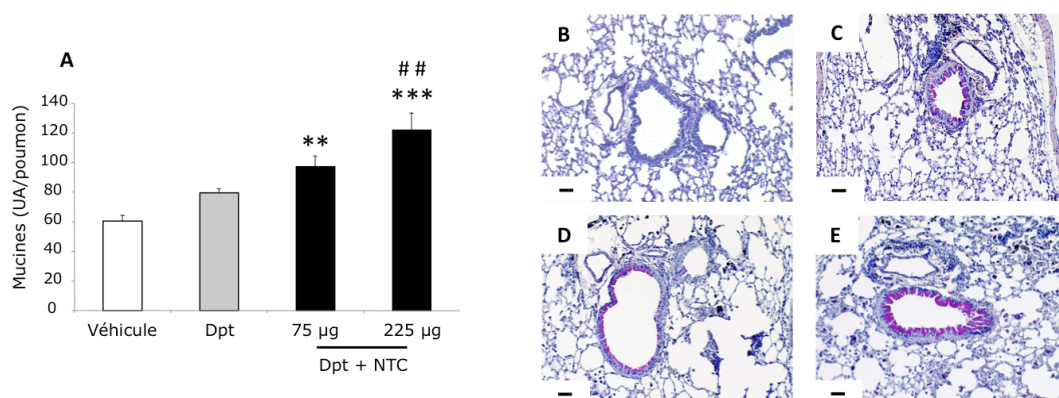 A
Mucines (UA/poumon)
140
120
100
80
60
40
20
0
**
# #
***
Véhicule
Dpt
75 µg
225 µg
Dpt + NTC
B
C
D
E